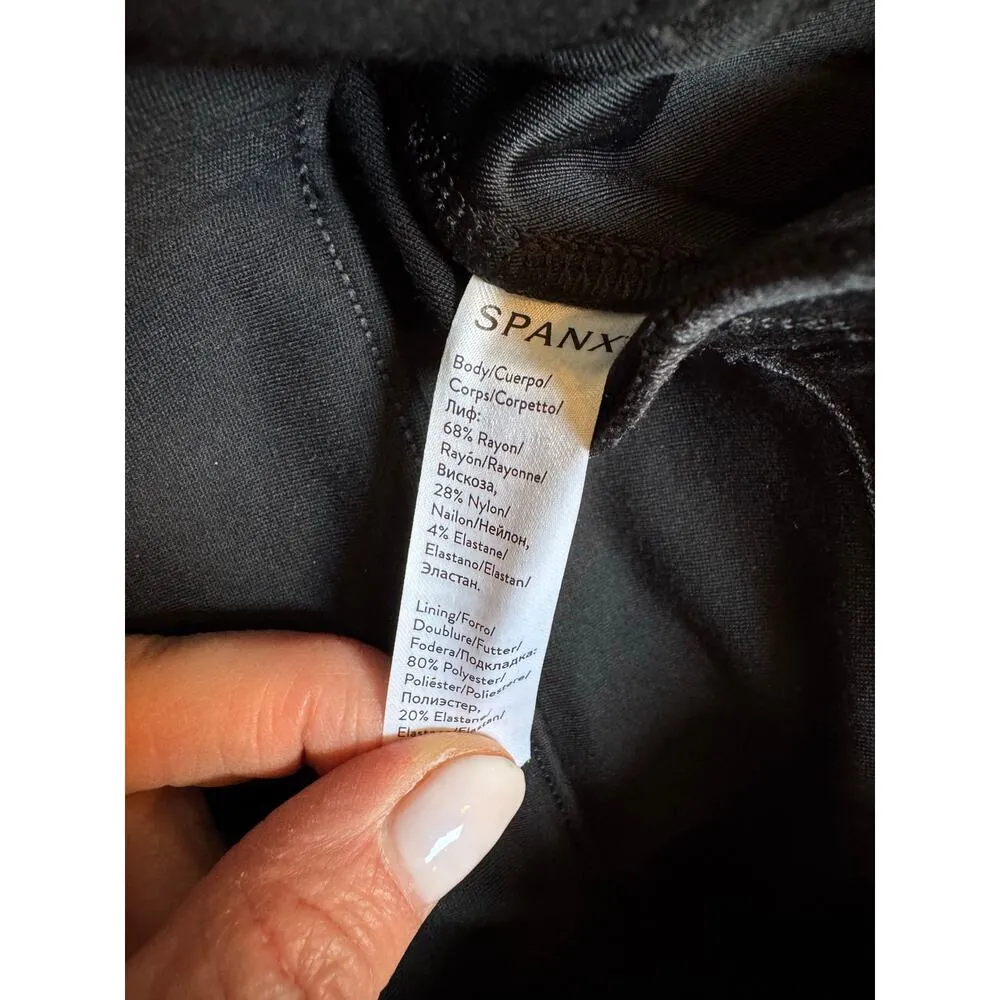 SPANX
Body/Cuerpo/
Corps/Corpetto/
Лиф:
68% Rayon/
Rayón/Rayonne/
Вискоза,
28% Nylon/
Nailon/Нейлон,
4% Elastane/
Elastano/Elastan/
Эластан.
Lining/Forro/
Doublure/Futter/
Fodera/Подкладка:
80% Polyester/
Poliéster/Poliestere/
Полиэстер,
20% Elastane/